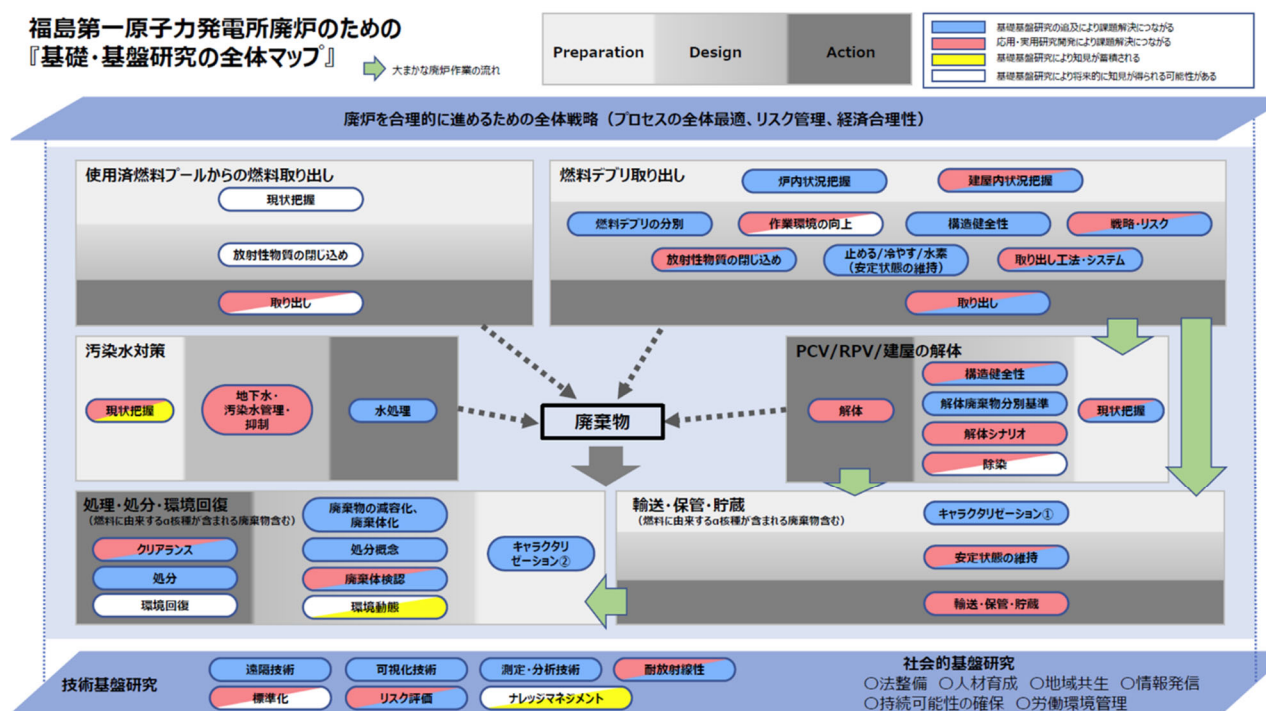 福島第一原子力発電所廃炉のための
『基礎・基盤研究の全体マップ』
大まかな廃炉作業の流れ
Preparation
Design
Action
基礎基盤研究の追及により課題解決につながる
応用・実用研究開発により課題解決につながる
基礎基盤研究により知見が蓄積される
基礎基盤研究により将来的に知見が得られる可能性がある
廃炉を合理的に進めるための全体戦略（プロセスの全体最適、リスク管理、経済合理性）
使用済燃料プールからの燃料取り出し
現状把握
放射性物質の閉じ込め
取り出し
燃料デブリ取り出し
炉内状況把握
建屋内状況把握
燃料デブリの分別
作業環境の向上
構造健全性
戦略・リスク
放射性物質の閉じ込め
止める/冷やす/水素
（安定状態の維持）
取り出し工法・システム
取り出し
汚染水対策
現状把握
地下水・
汚染水管理・
抑制
水処理
廃棄物
PCV/RPV/建屋の解体
解体
構造健全性
解体廃棄物分別基準
解体シナリオ
除染
現状把握
処理・処分・環境回復
（燃料に由来するα核種が含まれる廃棄物含む）
クリアランス
処分
環境回復
廃棄物の減容化、
廃棄体化
処分概念
廃棄体検認
環境動態
キャラクタリ
ゼーション②
輸送・保管・貯蔵
（燃料に由来するα核種が含まれる廃棄物含む）
キャラクタリゼーション①
安定状態の維持
輸送・保管・貯蔵
技術基盤研究
遠隔技術
可視化技術
測定・分析技術
耐放射線性
標準化
リスク評価
ナレッジマネジメント
社会的基盤研究
〇法整備 〇人材育成 〇地域共生 〇情報発信
〇持続可能性の確保 〇労働環境管理